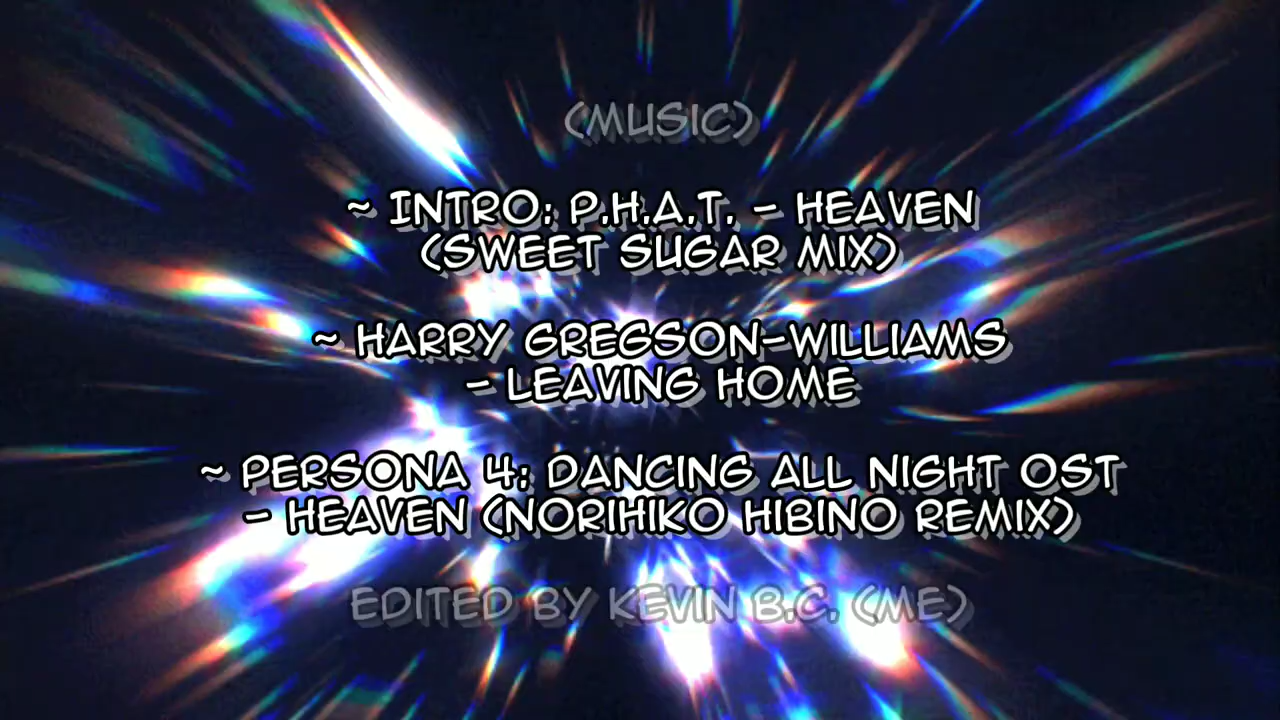 (MUSIC)
~ INTRO: P.H.A.T. - HEAVEN
(SWEET SUGAR MIX)
~ HARRY GREGSON-WILLIAMS
- LEAVING HOME
~ PERSONA 4: DANCING ALL NIGHT OST
- HEAVEN (NORIHIKO HIBINO REMIX)
EDITED BY KEVIN B.C. (ME)